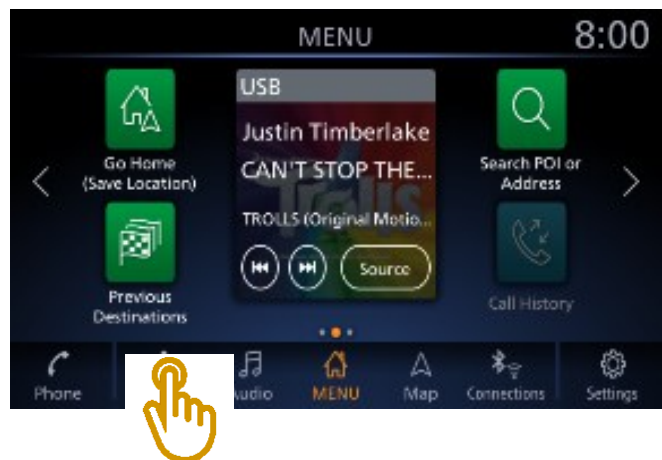 MENU
8:00
Go Home
(Save Location)
USB
Justin Timberlake
CAN'T STOP THE...
TROLLS (Original Motio...
Source
Search POI or
Address
Previous
Destinations
Call History
Phone
udio
MENU
Map
Connections
Settings